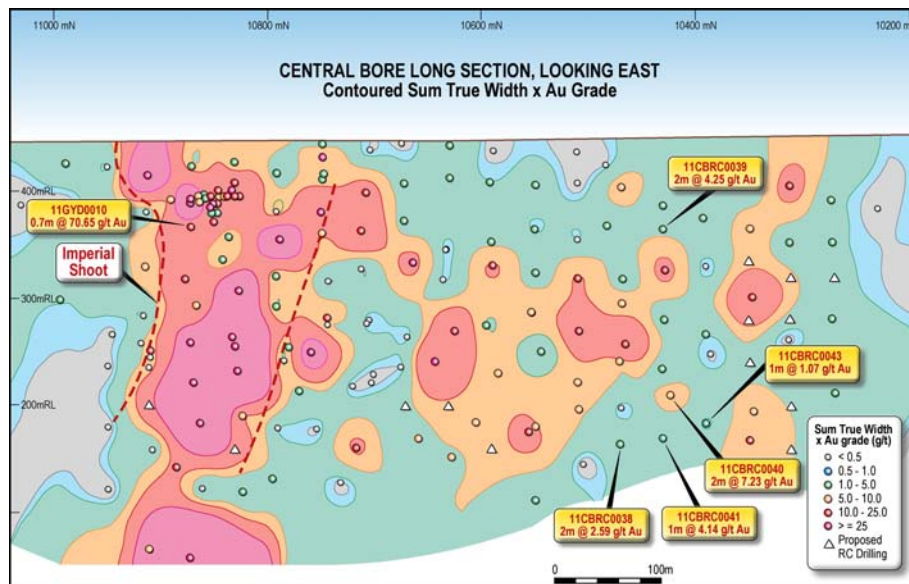 11000 mN
10800 mN
10600 mN
10400 mN
10200 m
CENTRAL BORE LONG SECTION, LOOKING EAST
Contoured Sum True Width x Au Grade
11CBRC0039
2m @ 4.25 g/t Au
400mRL
11GYD0010
0.7m @ 70.65 g/t Au
Imperial
Shoot
300mRL
11CBRC0043
1m @ 1.07 g/t Au
200mRL
11CBRC0040
2m @ 7.23 g/t Au
11CBRC0038
2m @ 2.59 g/t Au
11CBRC0041
1m @ 4.14 g/t Au
Sum True Width
x Au grade (g/t)
< 0.5
0.5 - 1.0
1.0 - 5.0
5.0 - 10.0
10.0 - 25.0
> = 25
Proposed
RC Drilling
0
100m